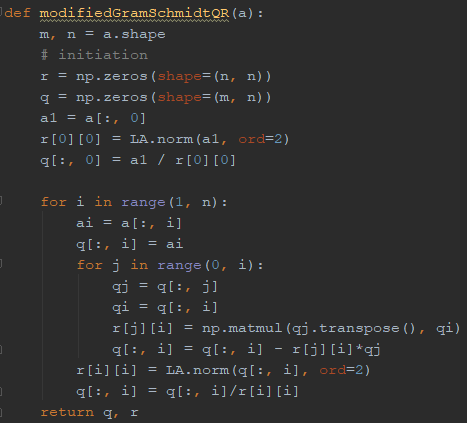 def modifiedGramSchmidtQR(a):
    m, n = a.shape
    # initiation
    r = np.zeros(shape=(n, n))
    q = np.zeros(shape=(m, n))
    a1 = a[:, 0]
    r[0][0] = LA.norm(a1, ord=2)
    q[:, 0] = a1 / r[0][0]

    for i in range(1, n):
        ai = a[:, i]
        q[:, i] = ai
        for j in range(0, i):
            qj = q[:, j]
            qi = q[:, i]
            r[j][i] = np.matmul(qj.transpose(), qi)
            q[:, i] = q[:, i] - r[j][i]*qj
        r[i][i] = LA.norm(q[:, i], ord=2)
        q[:, i] = q[:, i]/r[i][i]
    return q, r